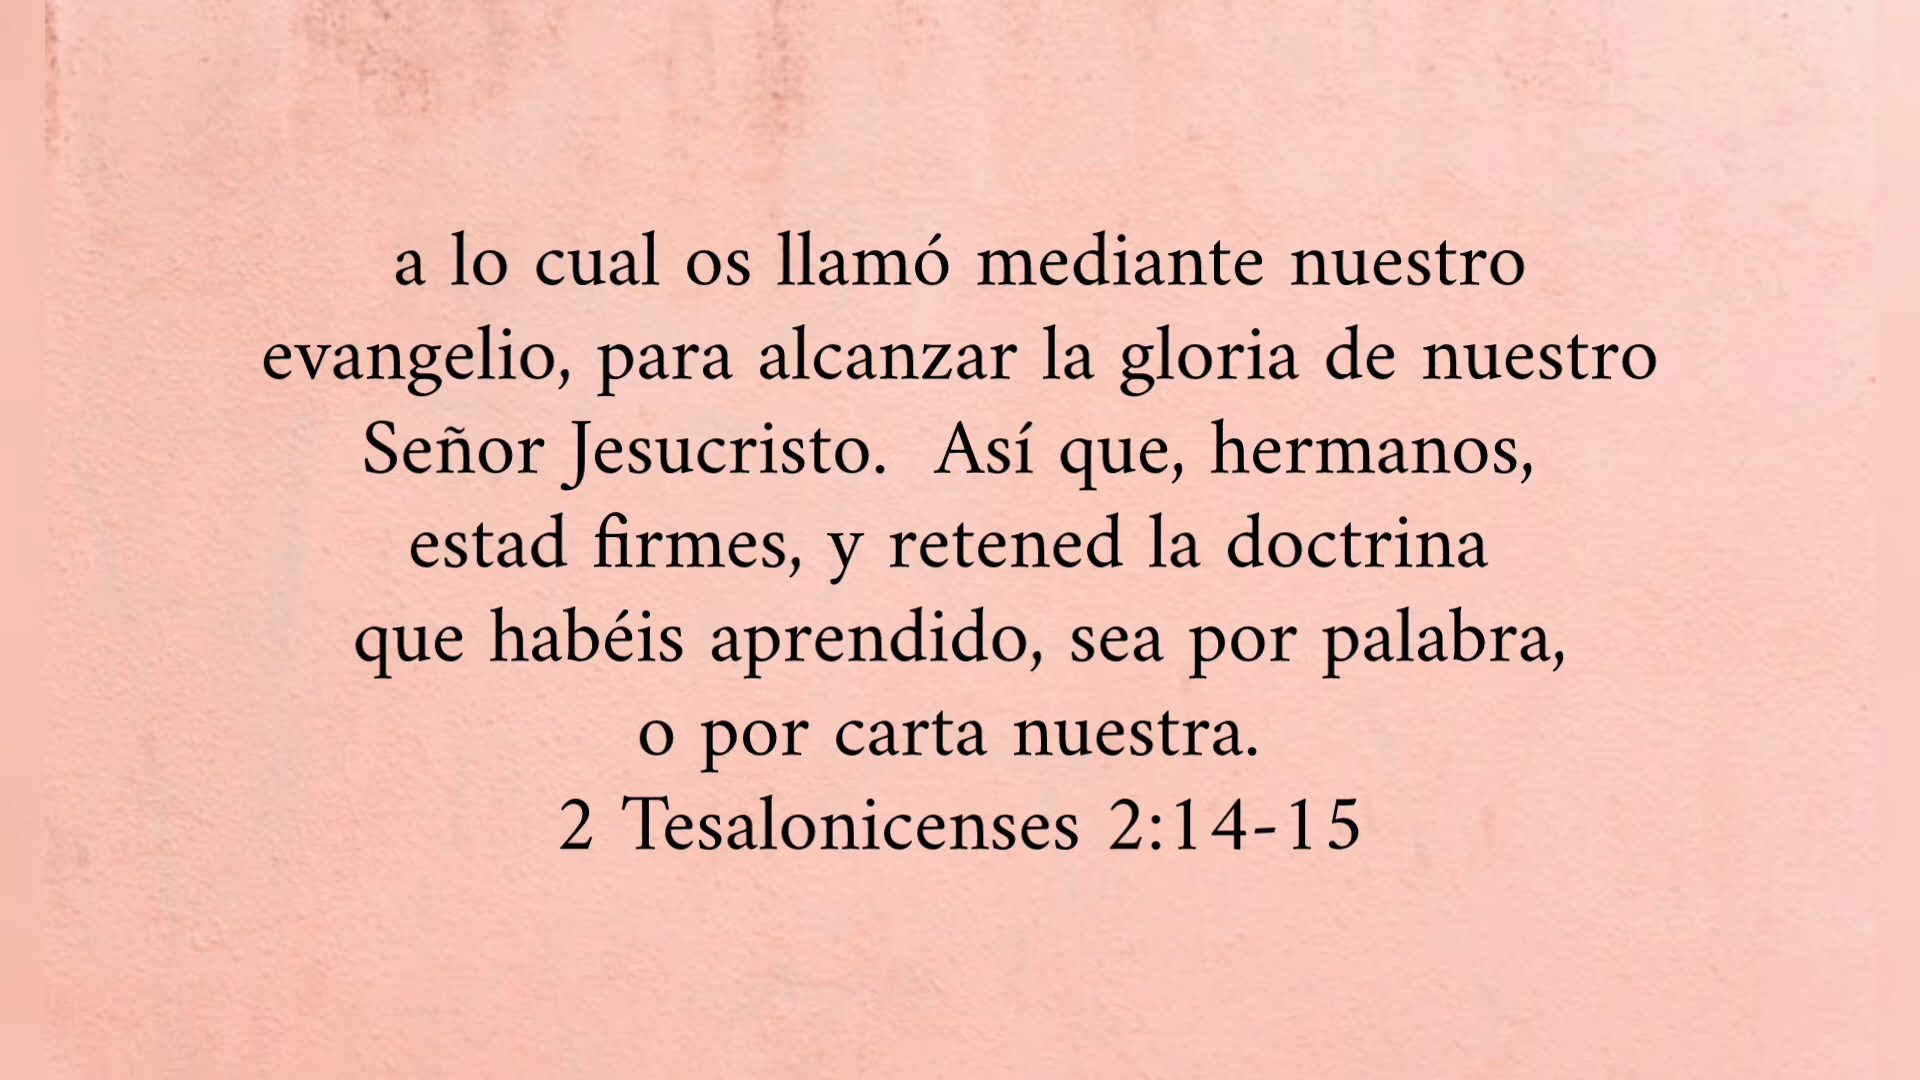 a lo cual os llamó mediante nuestro
evangelio, para alcanzar la gloria de nuestro
Señor Jesucristo.  Así que, hermanos,
estad firmes, y retened la doctrina
que habéis aprendido, sea por palabra,
o por carta nuestra.
2 Tesalonicenses 2:14-15